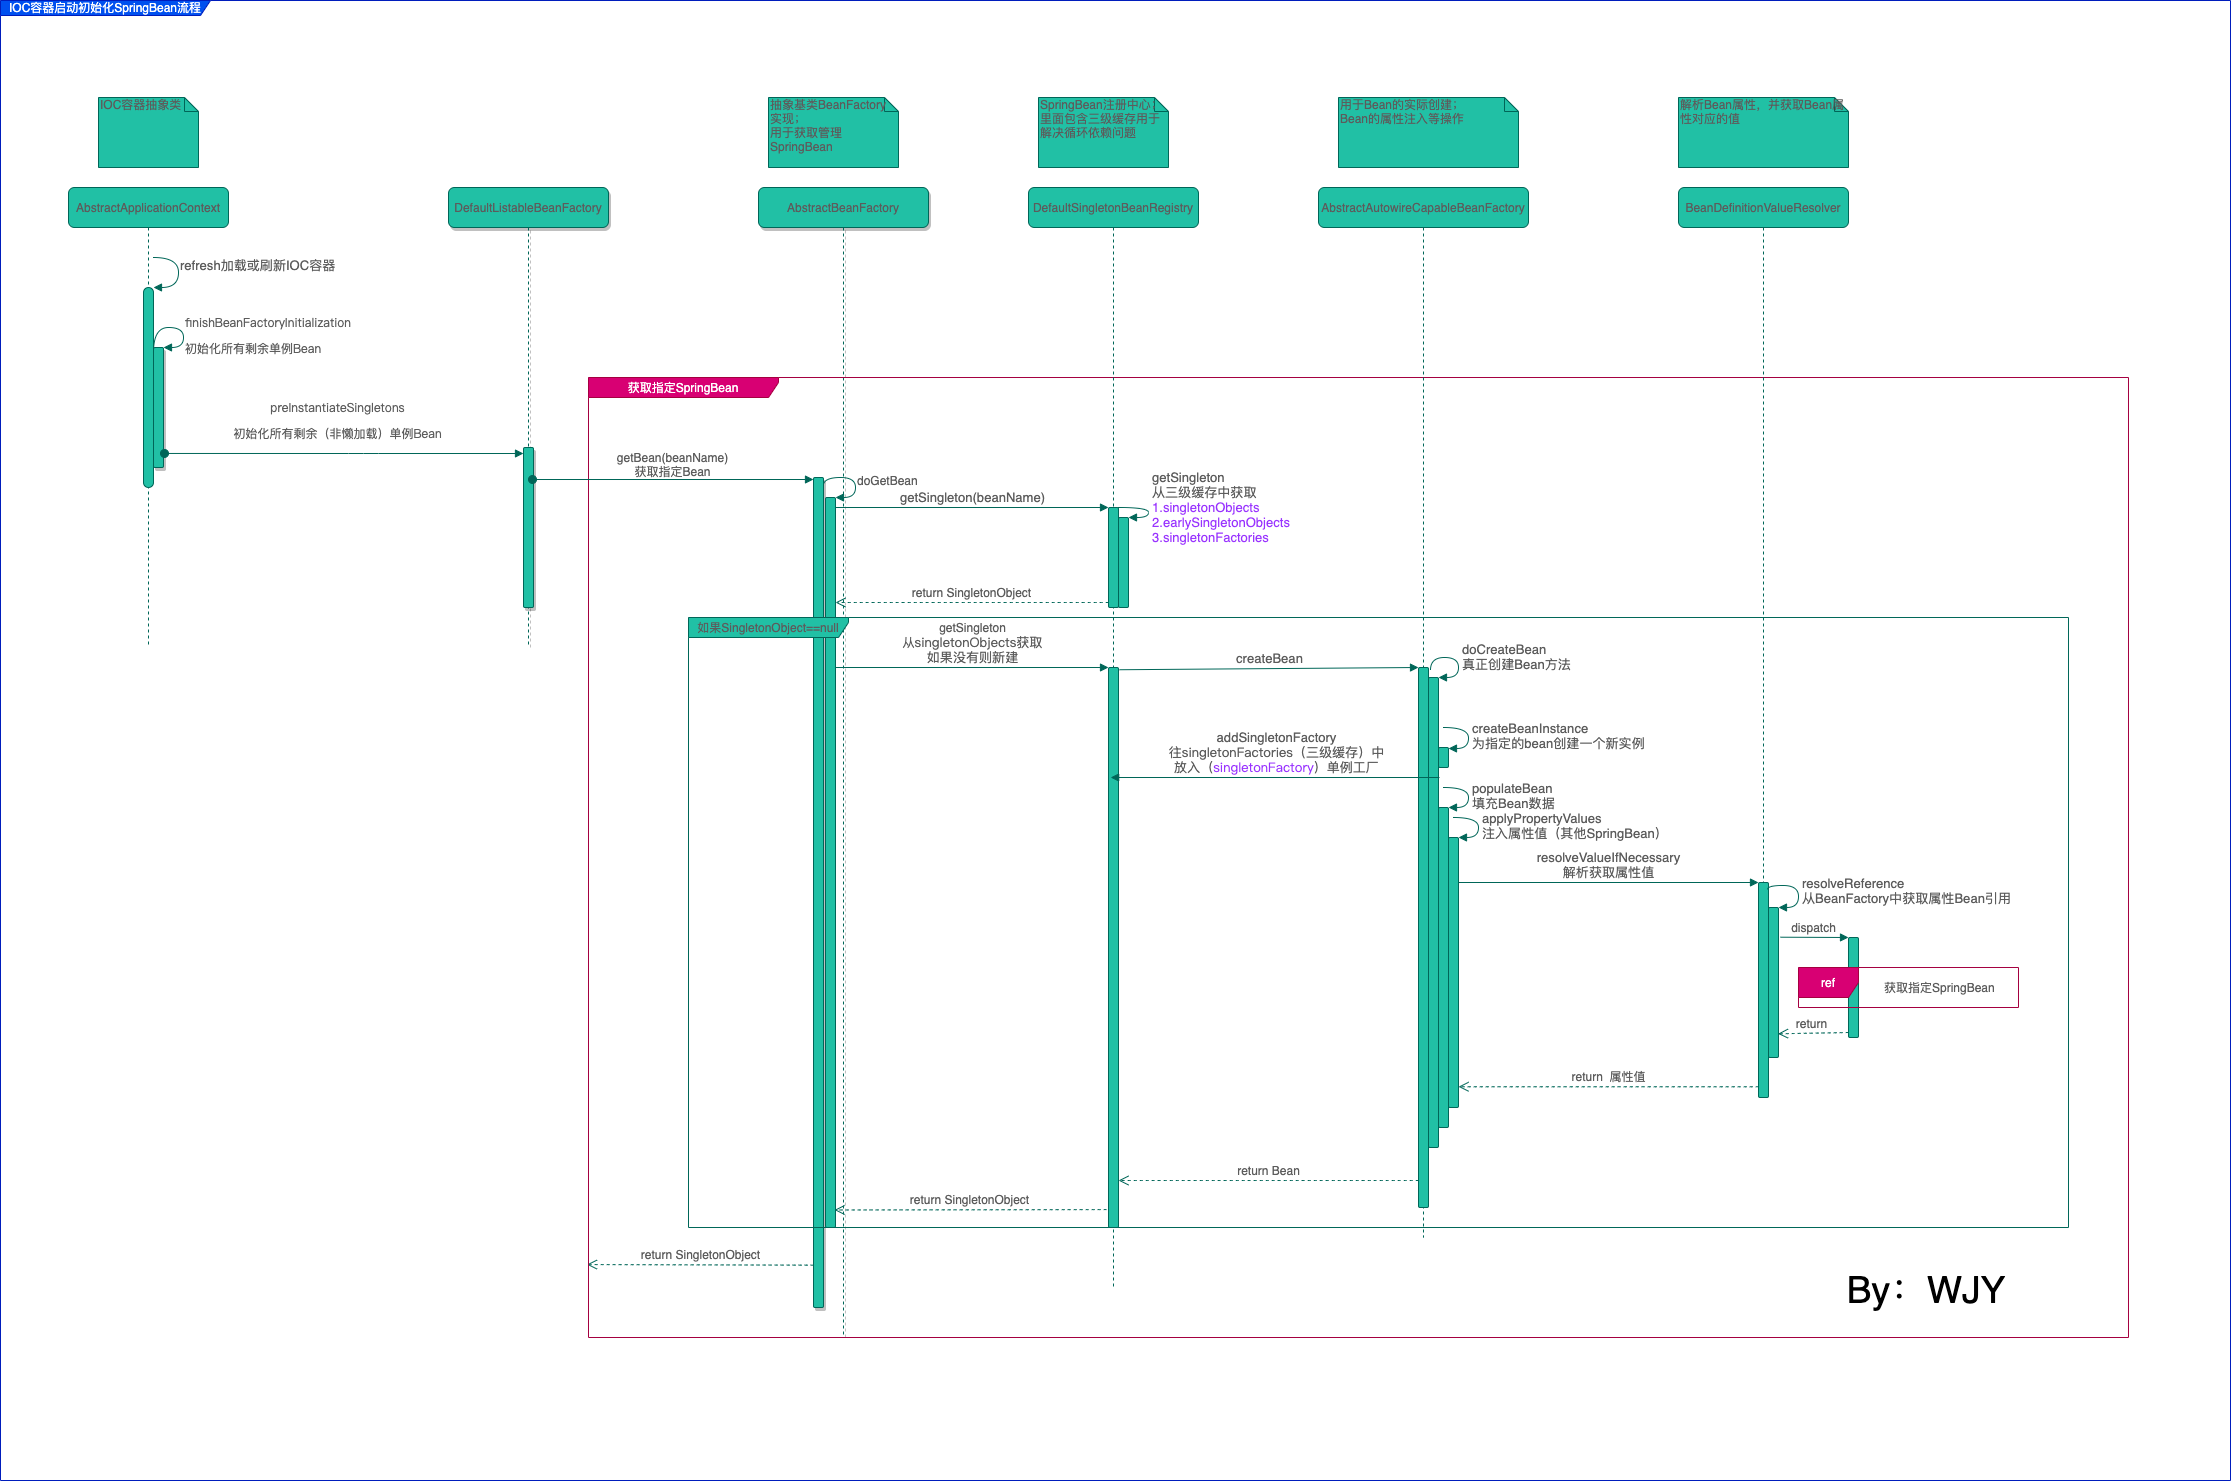 IOC容器启动初始化SpringBean流程
IOC容器抽象类
抽象基类BeanFactory
实现；
用于获取管理
SpringBean
SpringBean注册中心，
里面包含三级缓存用于
解决循环依赖问题
用于Bean的实际创建；
Bean的属性注入等操作
解析Bean属性，并获取Bean属
性对应的值
AbstractApplicationContext
DefaultListableBeanFactory
AbstractBeanFactory
DefaultSingletonBeanRegistry
AbstractAutowireCapableBeanFactory
BeanDefinitionValueResolver
refresh加载或刷新IOC容器
finishBeanFactoryInitialization
初始化所有剩余单例Bean
获取指定SpringBean
preInstantiateSingletons
初始化所有剩余（非懒加载）单例Bean
getBean(beanName)
获取指定Bean
doGetBean
getSingleton(beanName)
getSingleton
从三级缓存中获取
1.singletonObjects
2.earlySingletonObjects
3.singletonFactories
return SingletonObject
如果SingletonObject==null
getSingleton
从singletonObjects获取
如果没有则新建
createBean
doCreateBean
真正创建Bean方法
createBeanInstance
为指定的bean创建一个新实例
addSingletonFactory
往singletonFactories（三级缓存）中
放入（singletonFactory）单例工厂
populateBean
填充Bean数据
applyPropertyValues
注入属性值（其他SpringBean）
resolveValueIfNecessary
解析获取属性值
resolveReference
从BeanFactory中获取属性Bean引用
dispatch
ref
获取指定SpringBean
return
return 属性值
return Bean
return SingletonObject
return SingletonObject
By：WJY